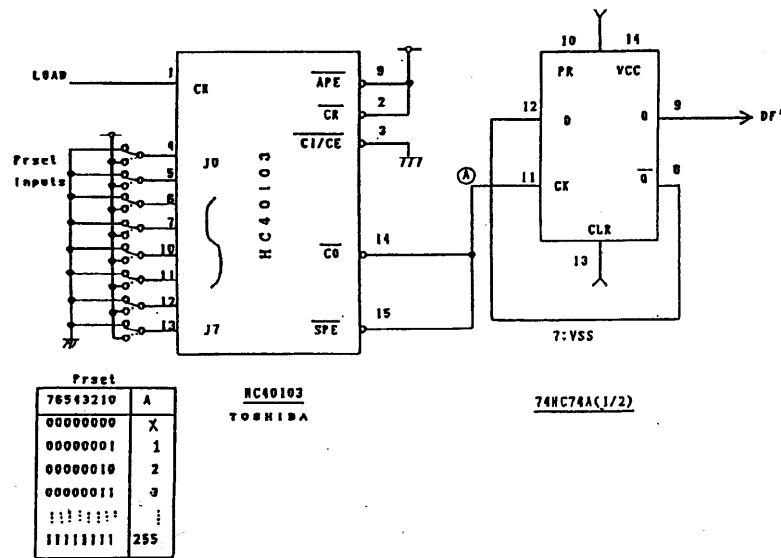 LOAD
1
CK
APE
9
CR
2
CI/CE
3
Prset
Inputs
4
J0
5
6
7
10
11
12
13
J7
HC40103
CO
14
SPE
15
A
10
14
PR
VCC
12
D
Q
9
DF'
11
CK
Q
8
CLR
13
7:VSS
Prset
76543210 A
00000000 X
00000001 1
00000010 2
00000011 3
11111111 255
HC40103
TOSHIBA
74HC74A(1/2)